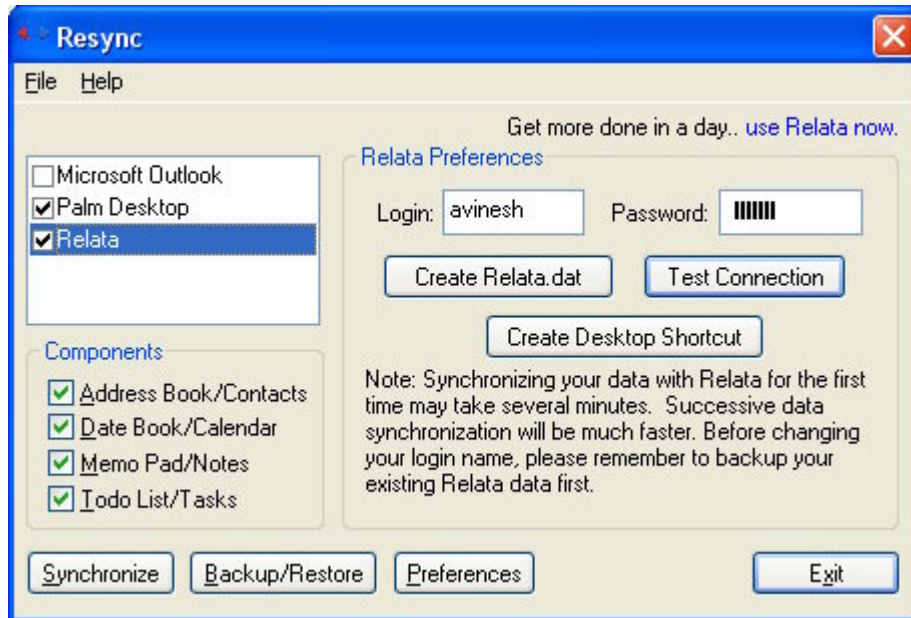 Resync
File Help
Get more done in a day.. use Relata now.
Microsoft Outlook
Palm Desktop
Relata
Relata Preferences
Login: avinesh Password:
Create Relata.dat Test Connection
Create Desktop Shortcut
Note: Synchronizing your data with Relata for the first
time may take several minutes. Successive data
synchronization will be much faster. Before changing
your login name, please remember to backup your
existing Relata data first.
Components
Address Book/Contacts
Date Book/Calendar
Memo Pad/Notes
Todo List/Tasks
Synchronize Backup/Restore Preferences Exit